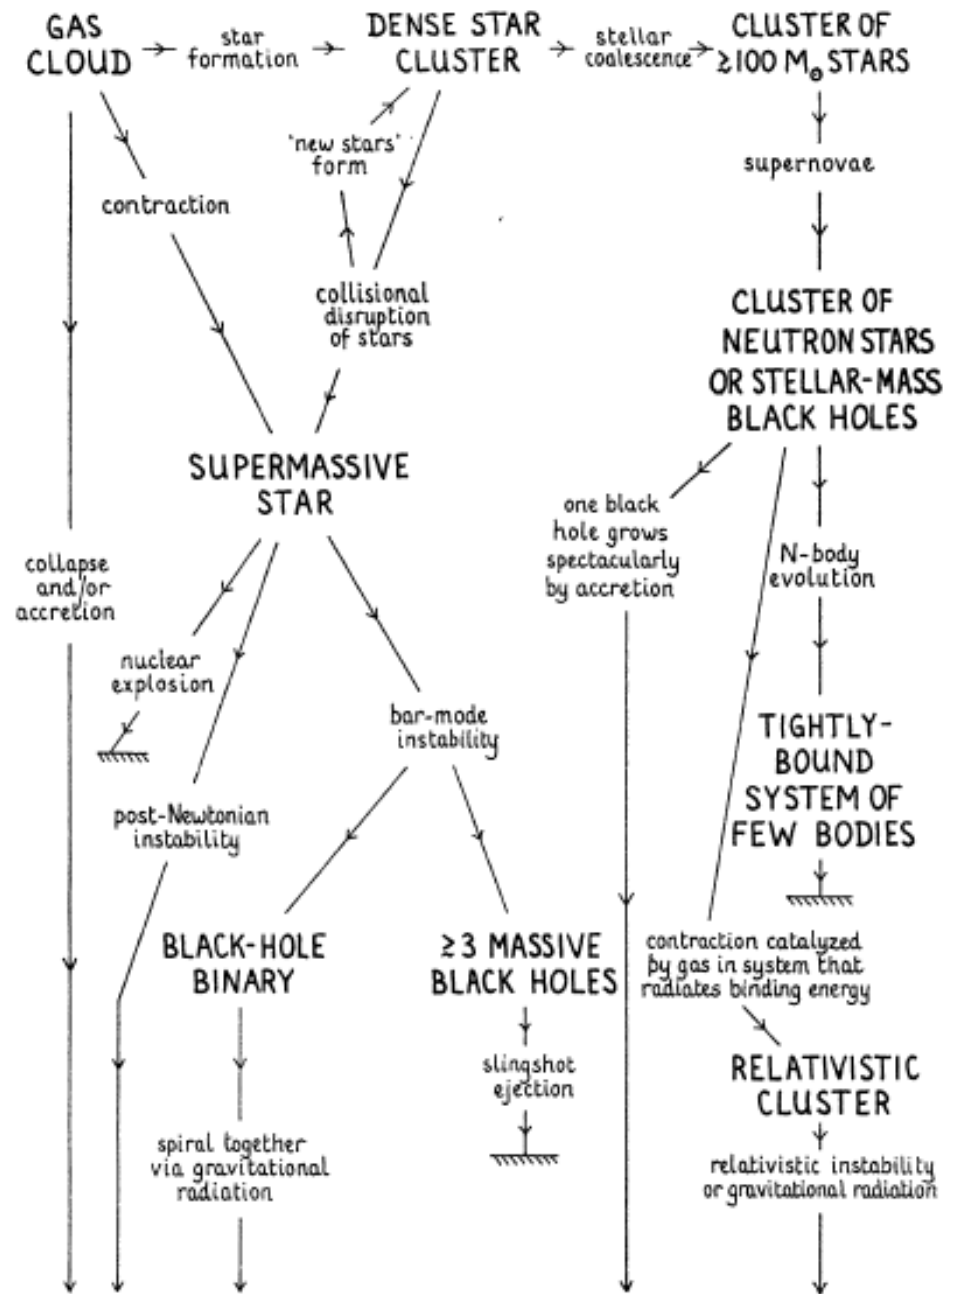 GAS
CLOUD
star
formation
DENSE STAR
CLUSTER
stellar
coalescence
CLUSTER OF
≥100 M⊙ STARS
'new stars'
form
supernovae
contraction
collisional
disruption
of stars
CLUSTER OF
NEUTRON STARS
OR STELLAR-MASS
BLACK HOLES
SUPERMASSIVE
STAR
one black
hole grows
spectacularly
by accretion
N-body
evolution
collapse
and/or
accretion
nuclear
explosion
bar-mode
instability
TIGHTLY-
BOUND
SYSTEM OF
FEW BODIES
post-Newtonian
instability
BLACK-HOLE
BINARY
≥3 MASSIVE
BLACK HOLES
contraction catalyzed
by gas in system that
radiates binding energy
slingshot
ejection
RELATIVISTIC
CLUSTER
spiral together
via gravitational
radiation
relativistic instability
or gravitational radiation